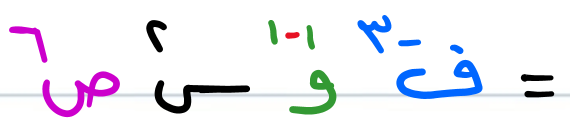 = ف^-٣ و^١-١ س^٢ ص^٦